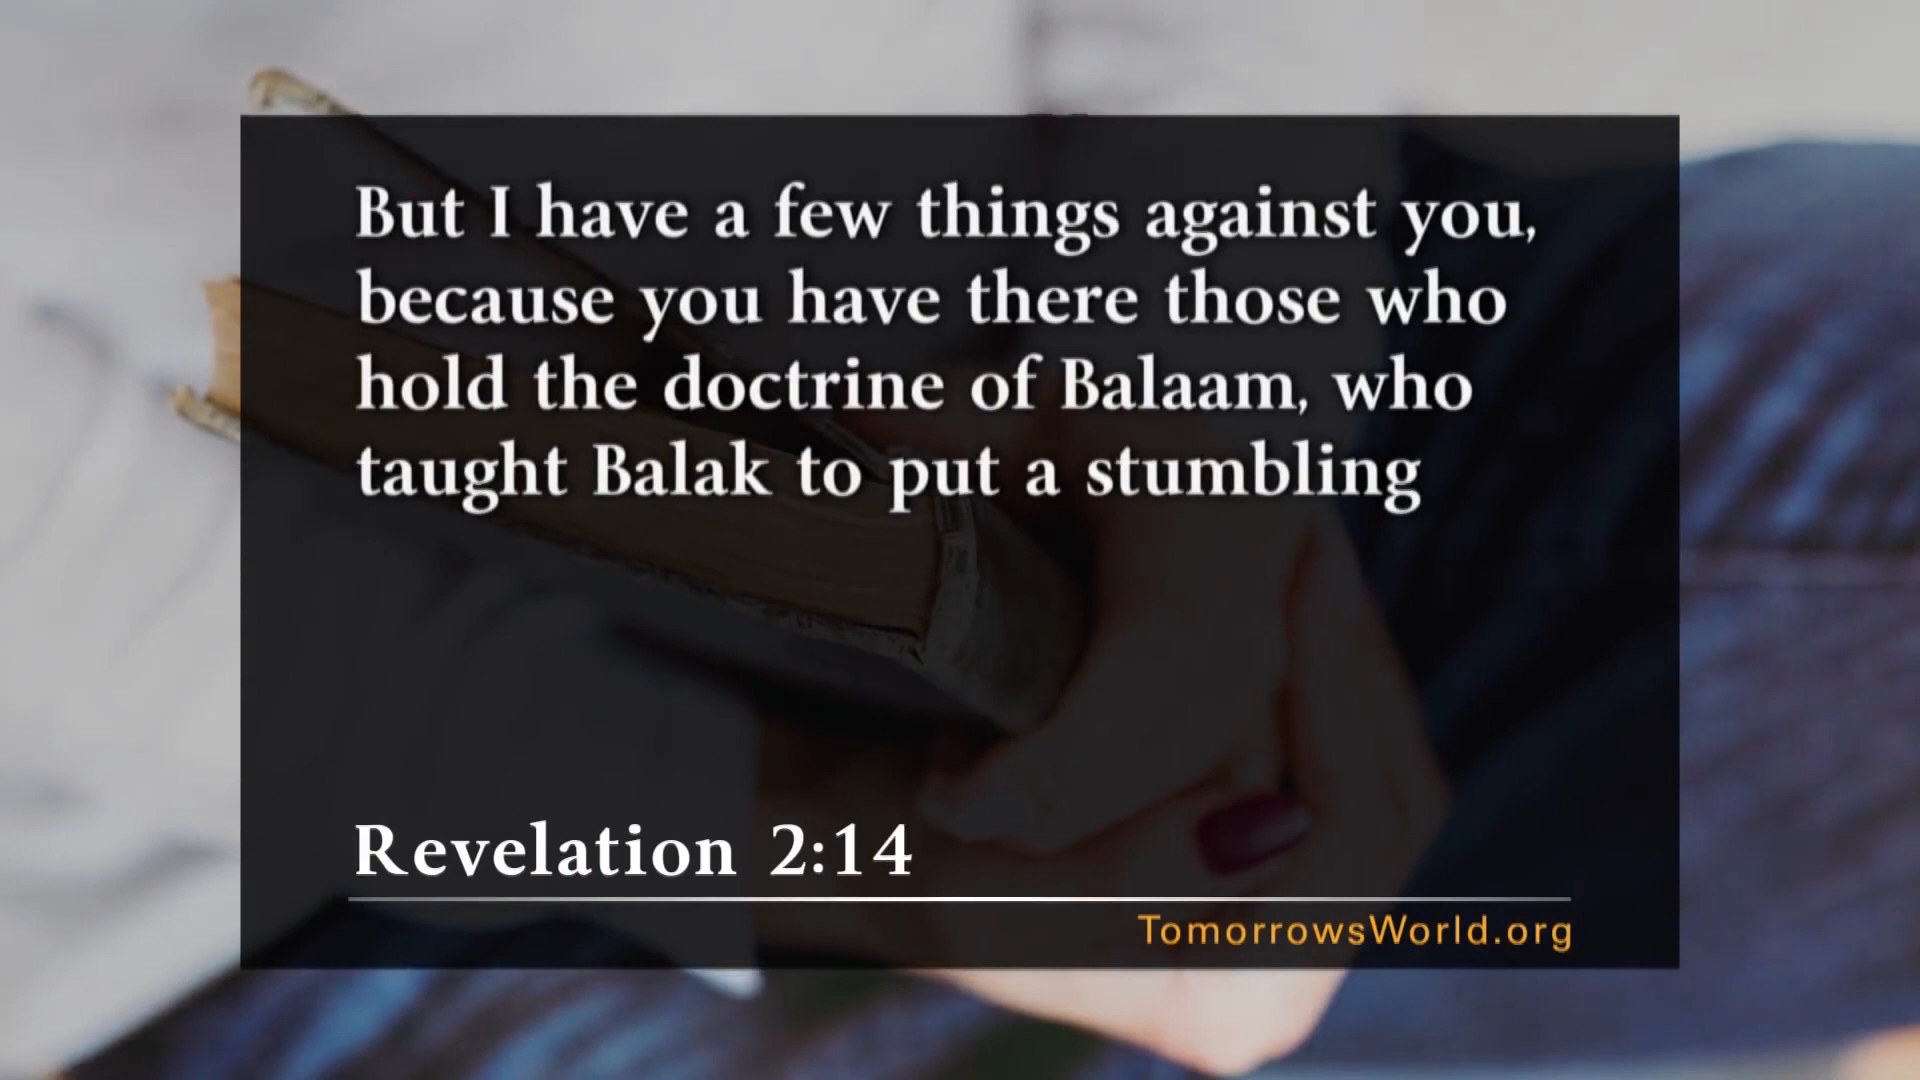 But I have a few things against you,
because you have there those who
hold the doctrine of Balaam, who
taught Balak to put a stumbling
Revelation 2:14
TomorrowsWorld.org